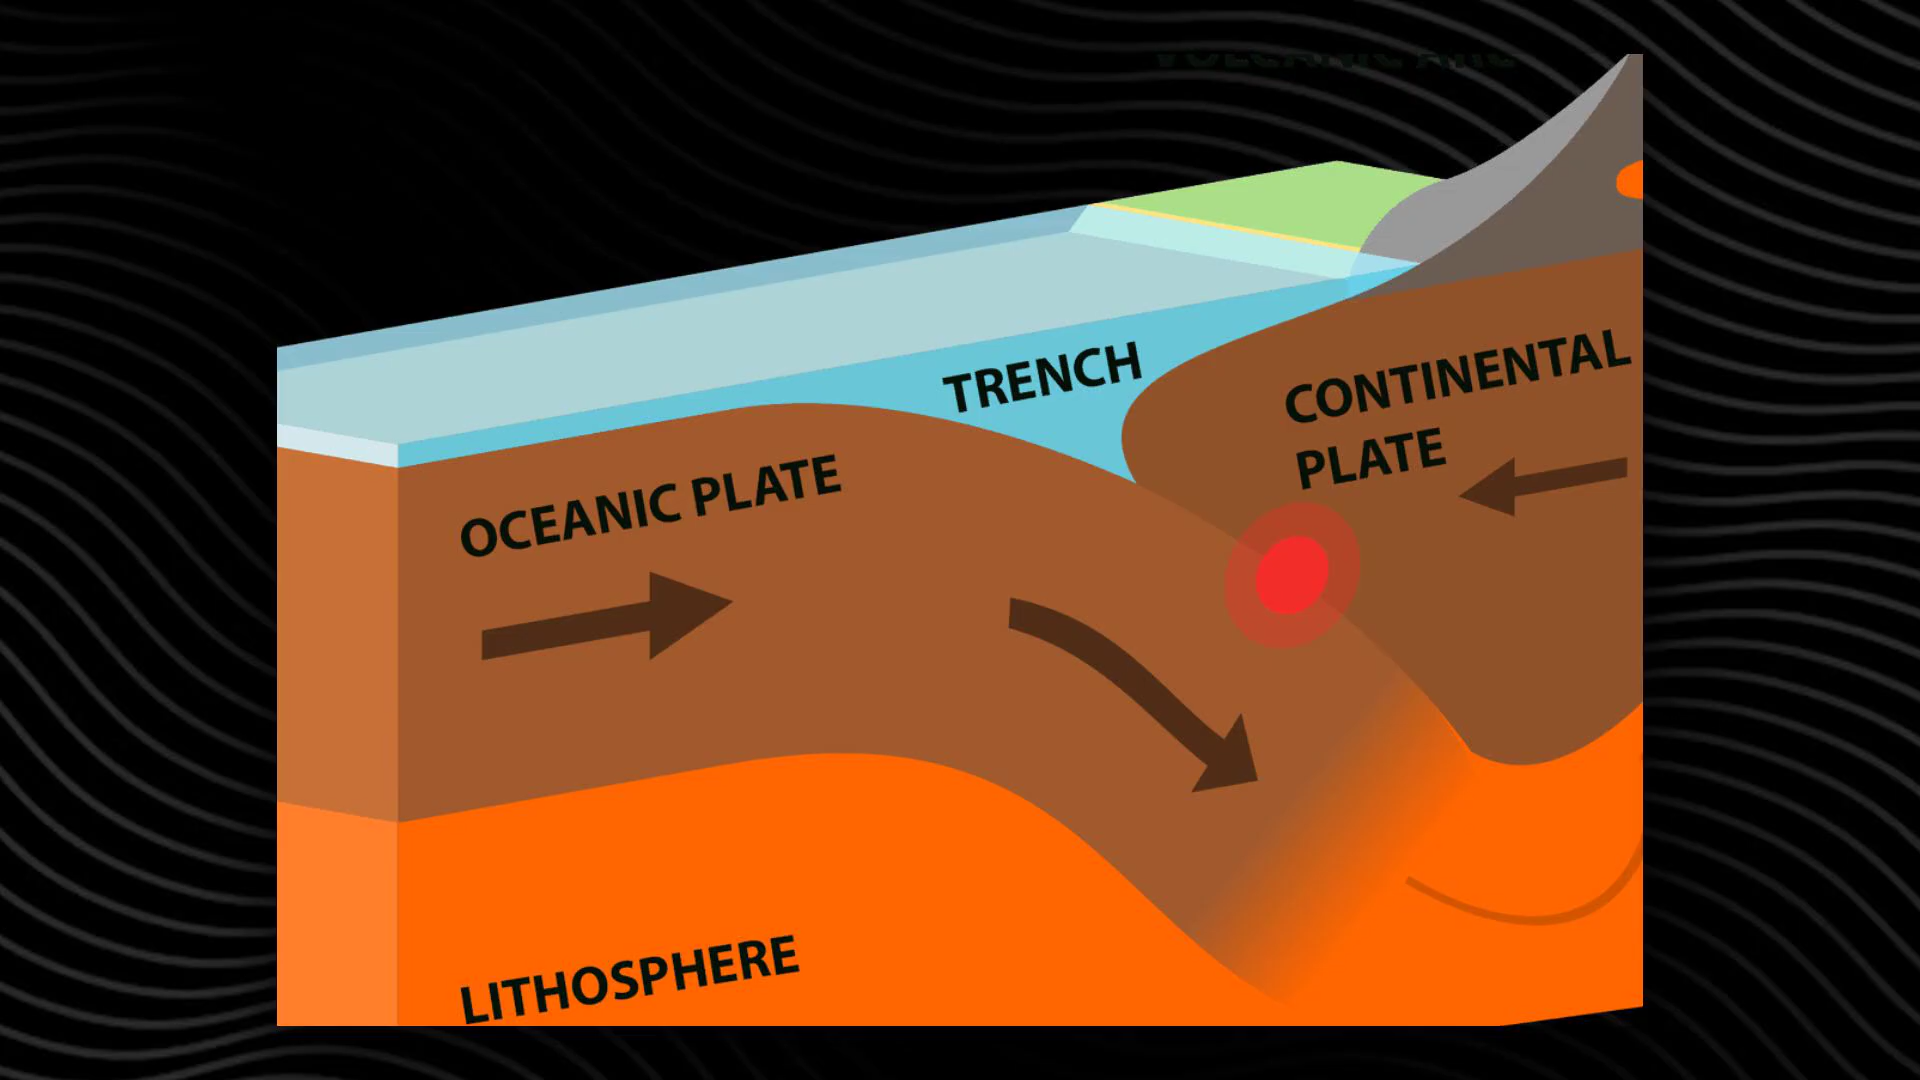 TRENCH
CONTINENTAL
PLATE
OCEANIC PLATE
LITHOSPHERE